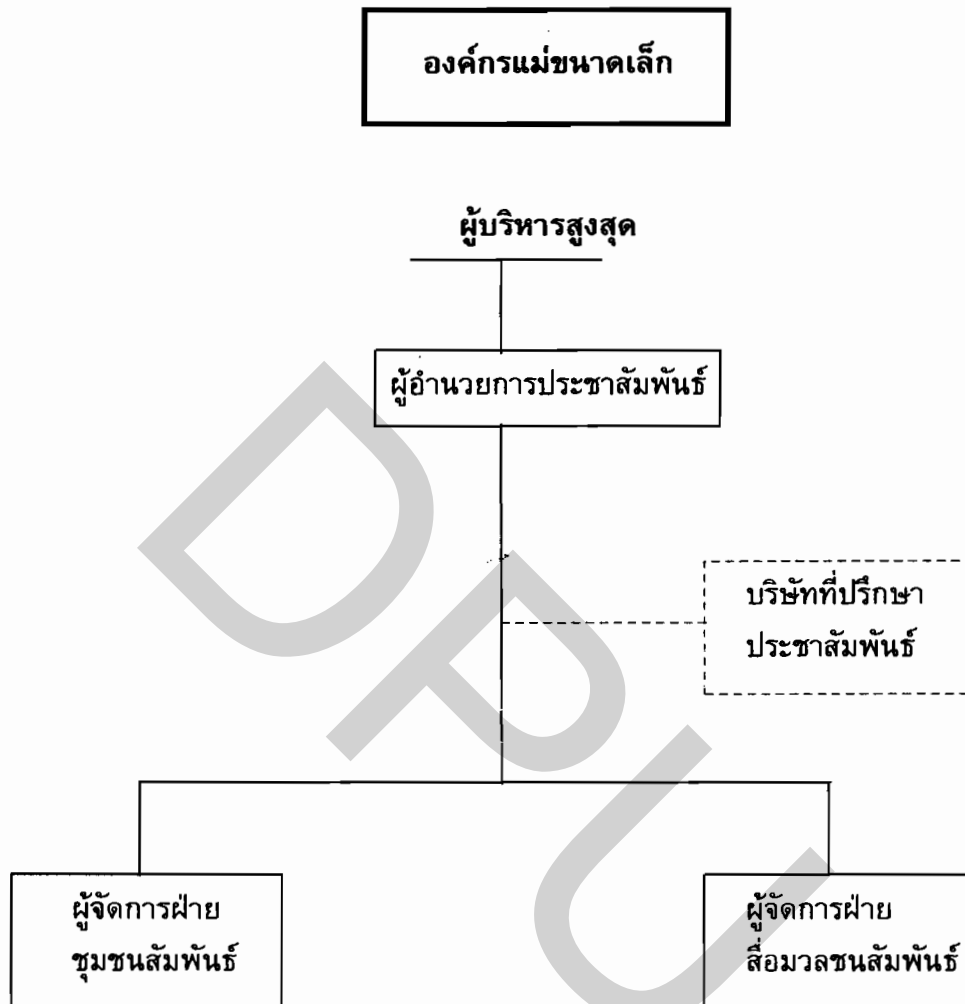 องค์กรแม่ขนาดเล็ก
ผู้บริหารสูงสุด
ผู้อำนวยการประชาสัมพันธ์
บริษัทที่ปรึกษา
ประชาสัมพันธ์
ผู้จัดการฝ่าย
ชุมชนสัมพันธ์
ผู้จัดการฝ่าย
สื่อมวลชนสัมพันธ์
DPU